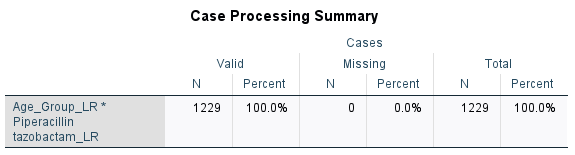 Case Processing Summary
Cases
Valid Missing Total
N Percent N Percent N Percent
Age_Group_LR * 1229 100.0% 0 0.0% 1229 100.0%
Piperacillin
tazobactam_LR